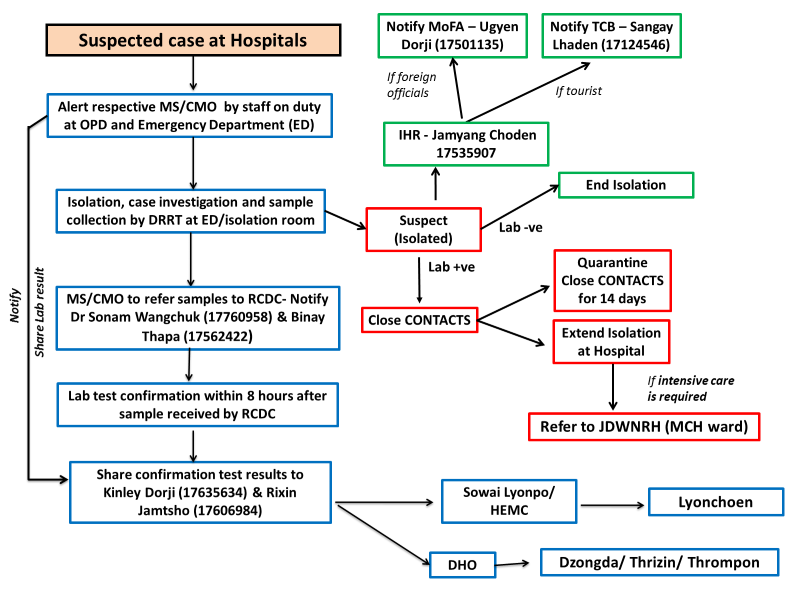 Suspected case at Hospitals
Alert respective MS/CMO by staff on duty
at OPD and Emergency Department (ED)
Isolation, case investigation and sample
collection by DRRT at ED/isolation room
MS/CMO to refer samples to RCDC- Notify
Dr Sonam Wangchuk (17760958) & Binay
Thapa (17562422)
Lab test confirmation within 8 hours after
sample received by RCDC
Share confirmation test results to
Kinley Dorji (17635634) & Rixin
Jamtsho (17606984)
Notify
Share Lab result
Notify MoFA – Ugyen
Dorji (17501135)
Notify TCB – Sangay
Lhaden (17124546)
If foreign
officials
If tourist
IHR - Jamyang Choden
17535907
End Isolation
Suspect
(Isolated)
Lab -ve
Lab +ve
Close CONTACTS
Quarantine
Close CONTACTS
for 14 days
Extend Isolation
at Hospital
If intensive care
is required
Refer to JDWNRH (MCH ward)
Sowai Lyonpo/
HEMC
Lyonchoen
DHO
Dzongda/ Thrizin/ Thrompon